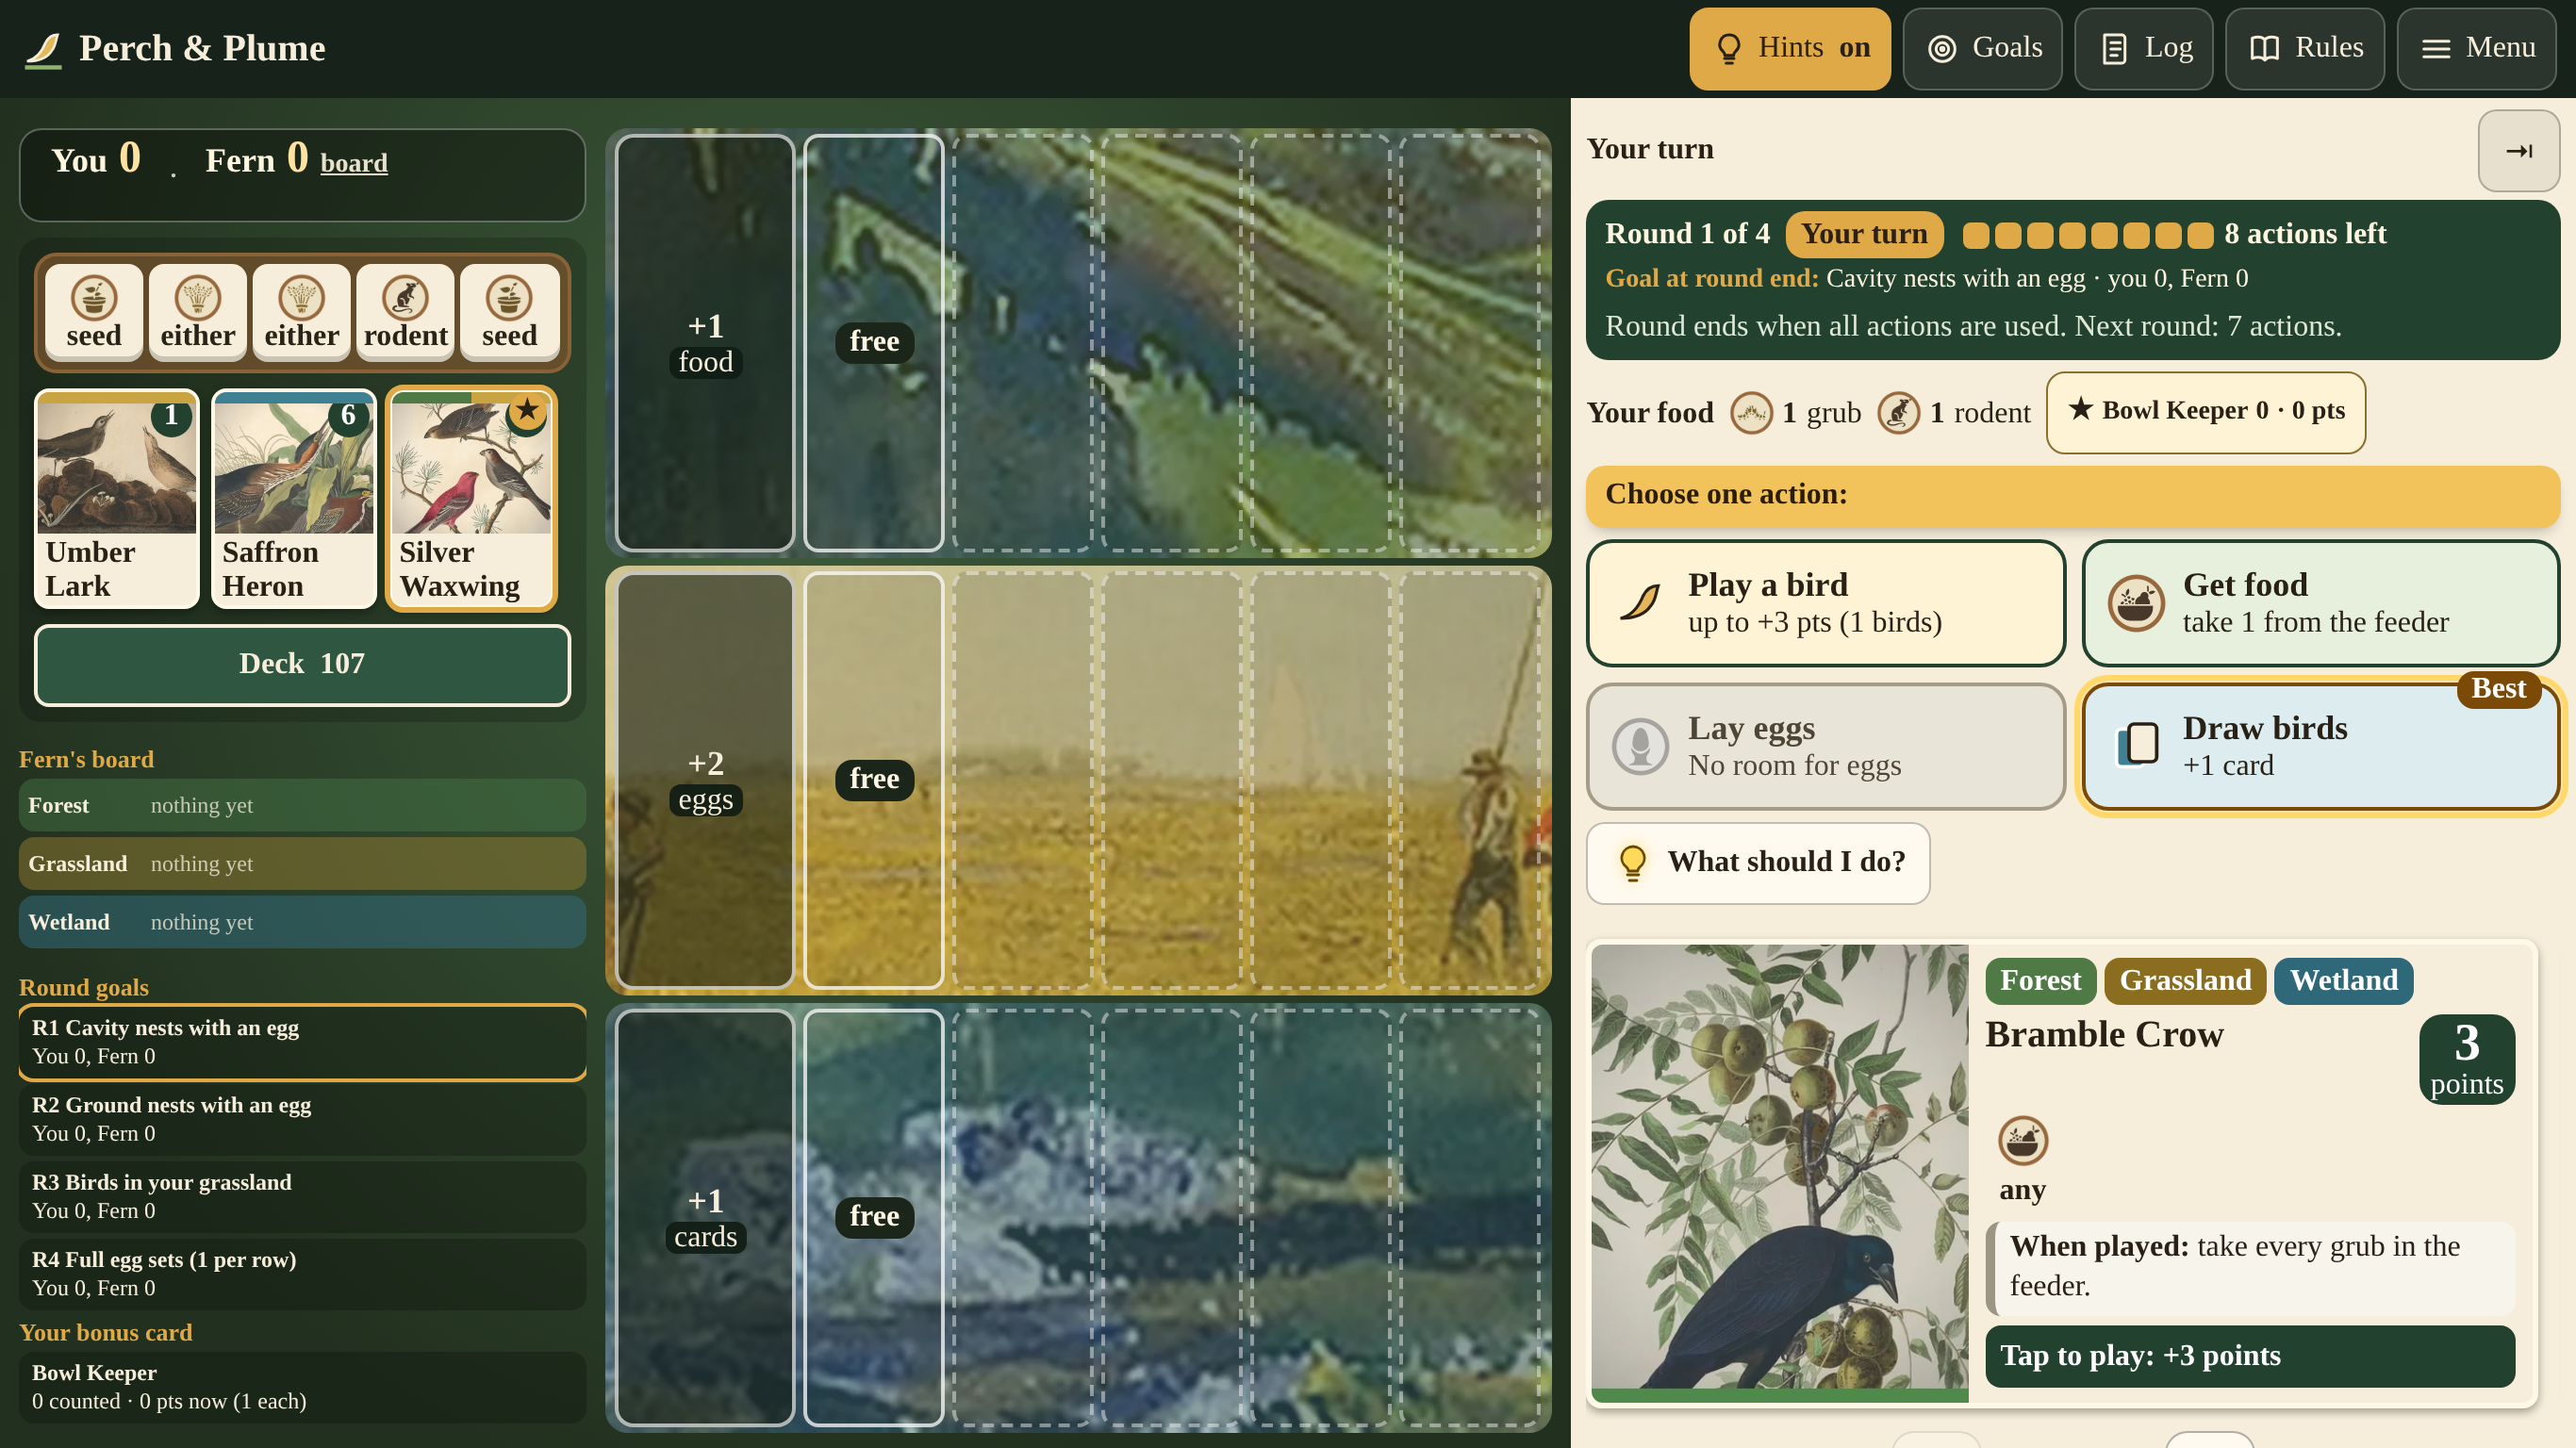 Perch & Plume
Hints on
Goals
Log
Rules
Menu
You 0 . Fern 0 board
seed
either
either
rodent
seed
1
Umber
Lark
6
Saffron
Heron
★
Silver
Waxwing
Deck 107
Fern's board
Forest nothing yet
Grassland nothing yet
Wetland nothing yet
Round goals
R1 Cavity nests with an egg
You 0, Fern 0
R2 Ground nests with an egg
You 0, Fern 0
R3 Birds in your grassland
You 0, Fern 0
R4 Full egg sets (1 per row)
You 0, Fern 0
Your bonus card
Bowl Keeper
0 counted · 0 pts now (1 each)
+1
food
free
+2
eggs
free
+1
cards
free
Your turn
Round 1 of 4 Your turn 8 actions left
Goal at round end: Cavity nests with an egg · you 0, Fern 0
Round ends when all actions are used. Next round: 7 actions.
Your food 1 grub 1 rodent ★ Bowl Keeper 0 · 0 pts
Choose one action:
Play a bird
up to +3 pts (1 birds)
Get food
take 1 from the feeder
Lay eggs
No room for eggs
Best
Draw birds
+1 card
What should I do?
Forest Grassland Wetland
Bramble Crow
3
points
any
When played: take every grub in the
feeder.
Tap to play: +3 points